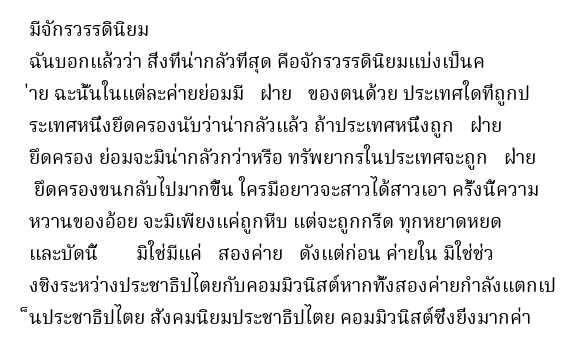 มีจักรวรรดินิยม
ฉันบอกแล้วว่า สิ่งที่น่ากลัวที่สุด คือจักรวรรดินิยมแบ่งเป็นค
่าย ฉะนั้นในแต่ละค่ายย่อมมี ฝ่าย ของตนด้วย ประเทศใดที่ถูกป
ระเทศหนึ่งยึดครองนับว่าน่ากลัวแล้ว ถ้าประเทศหนึ่งถูก ฝ่าย
ยึดครอง ย่อมจะมิน่ากลัวกว่าหรือ ทรัพยากรในประเทศจะถูก ฝ่าย
ยึดครองขนกลับไปมากขึ้น ใครมือยาวจะสาวได้สาวเอา ครั้งนี้ความ
หวานของอ้อย จะมิเพียงแค่ถูกหีบ แต่จะถูกกรีด ทุกหยาดหยด
และบัดนี้ มิใช่มีแค่ สองค่าย ดังแต่ก่อน ค่ายใน มิใช่ช่ว
งชิงระหว่างประชาธิปไตยกับคอมมิวนิสต์หากทั้งสองค่ายกำลังแตกเป
็นประชาธิปไตย สังคมนิยมประชาธิปไตย คอมมิวนิสต์ซึ่งยิ่งมากค่า